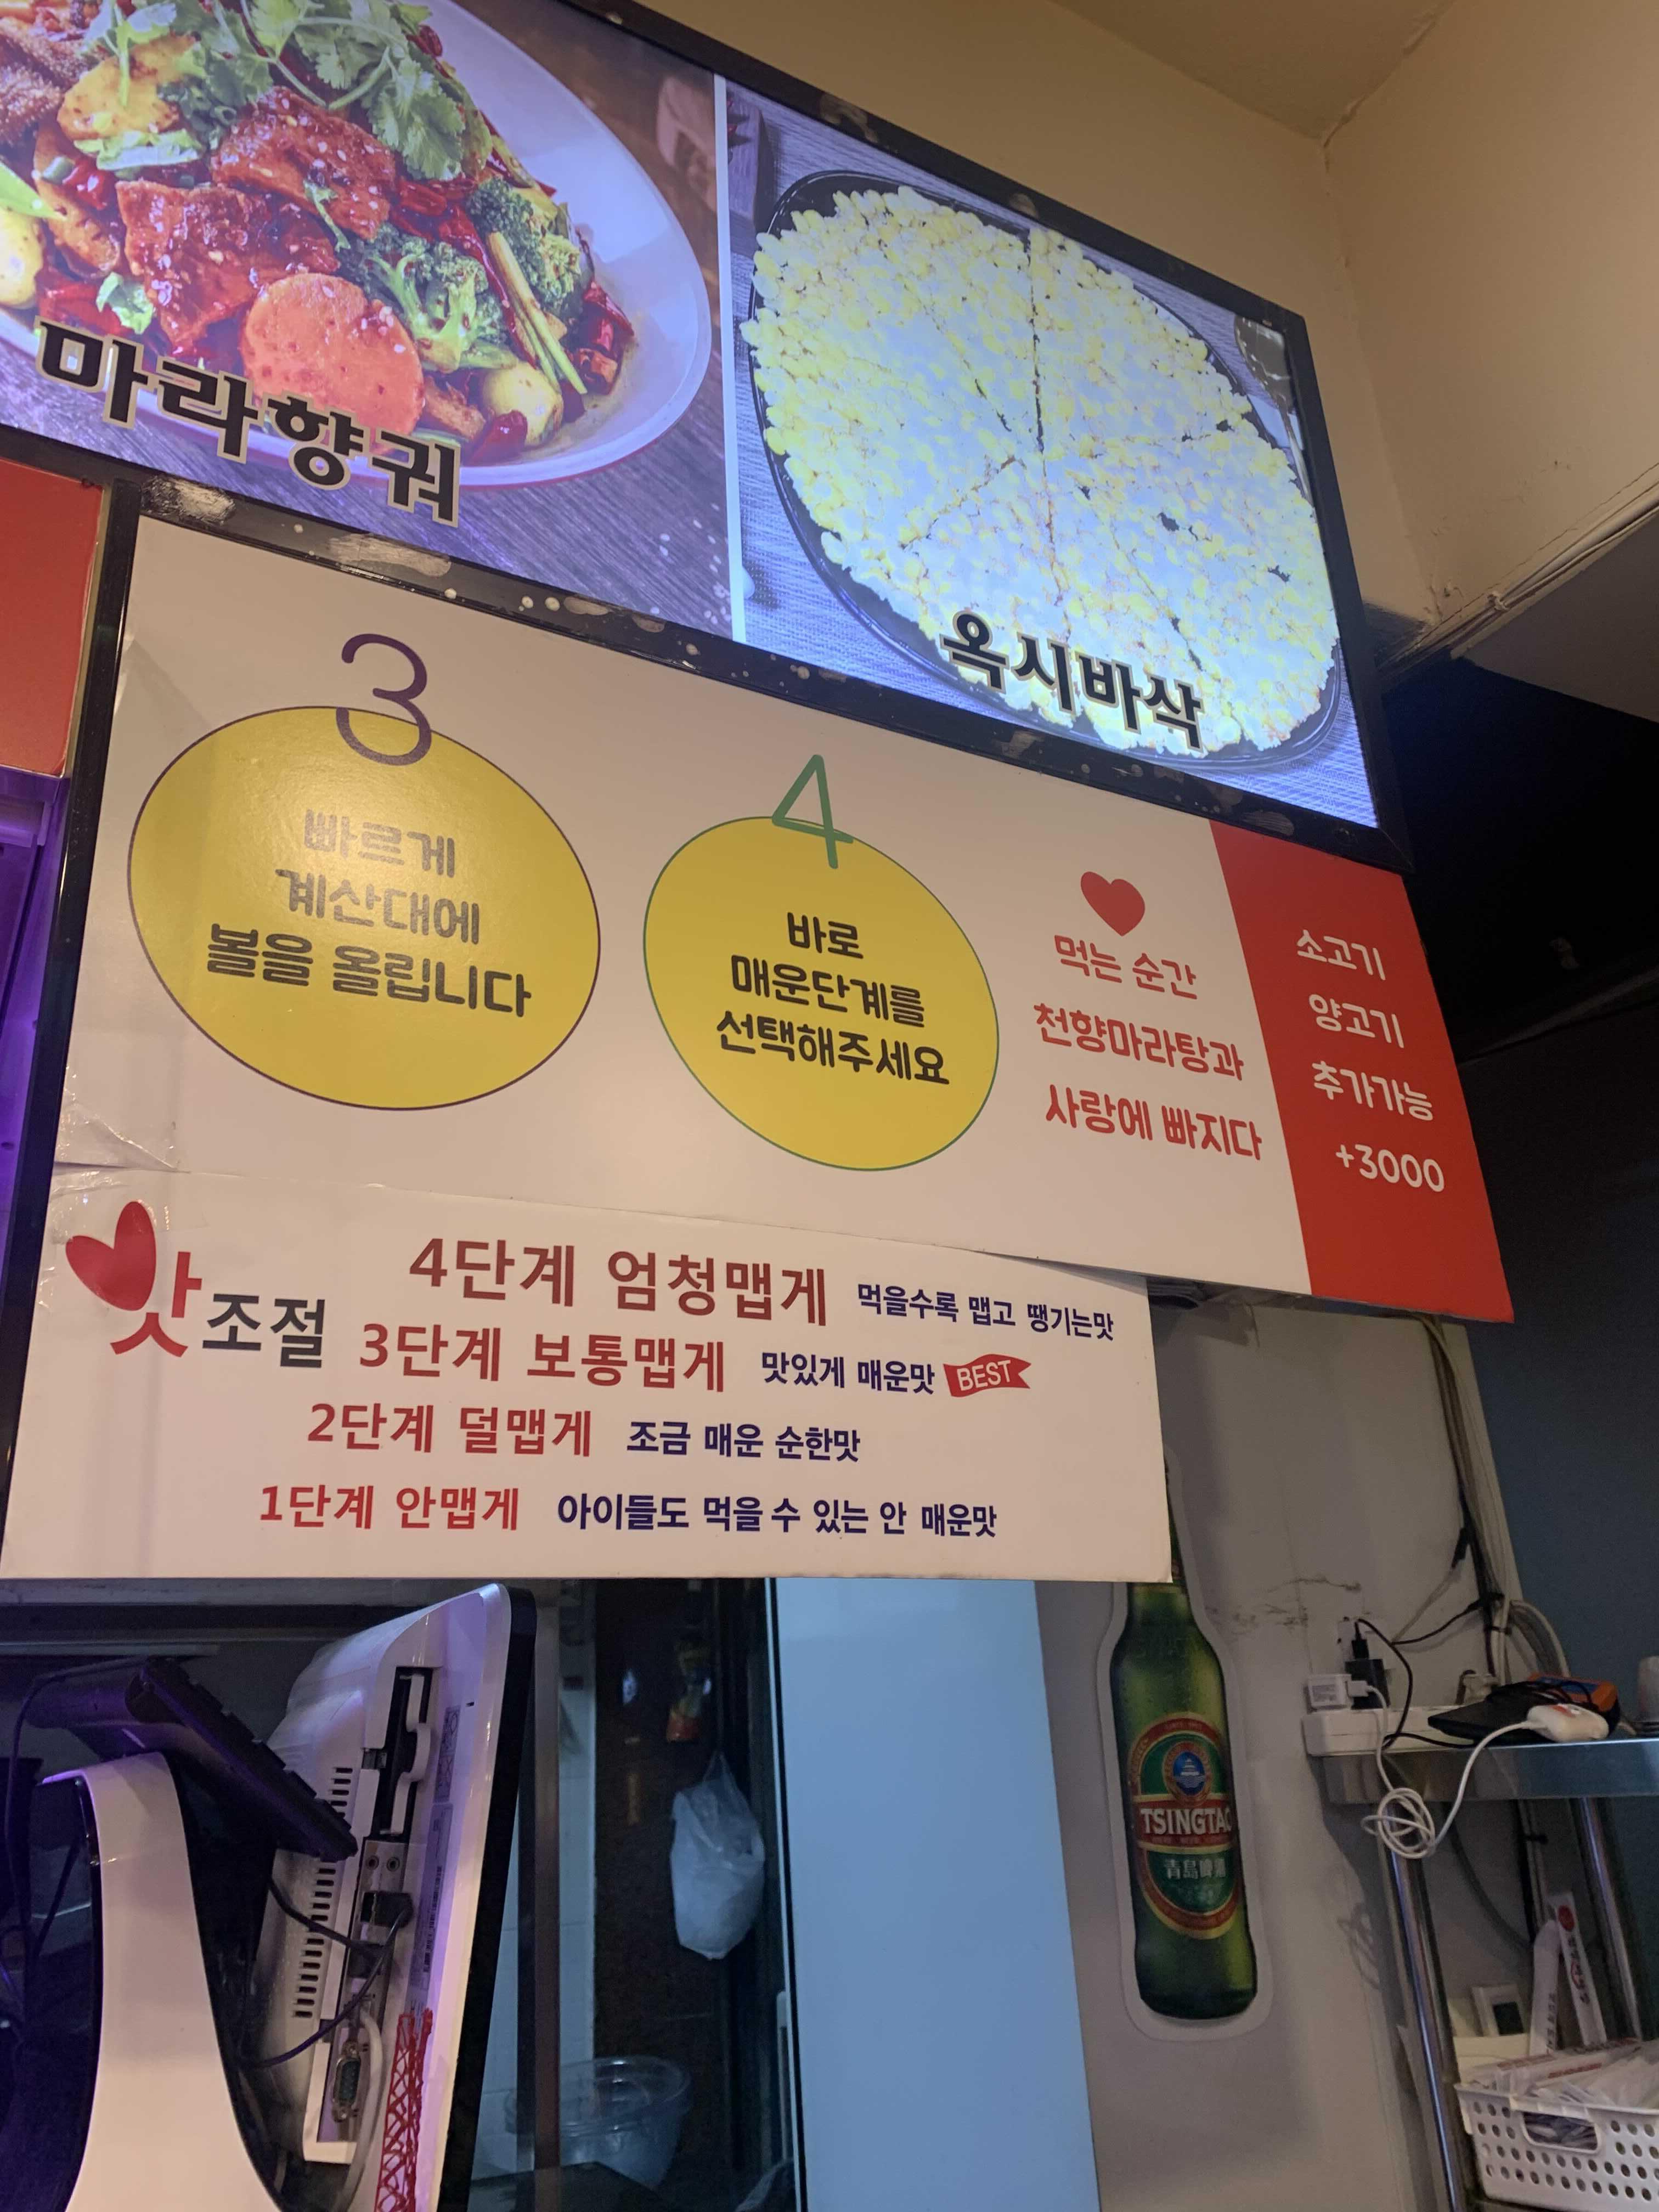 마라향궈
옥시바삭
3
빠르게
계산대에
볼을 올립니다
4
바로
매운단계를
선택해주세요
먹는 순간
천향마라탕과
사랑에 빠지다
소고기
양고기
추가가능
+3000
맛조절
4단계 엄청맵게 먹을수록 맵고 땡기는맛
3단계 보통맵게 맛있게 매운맛 BEST
2단계 덜맵게 조금 매운 순한맛
1단계 안맵게 아이들도 먹을 수 있는 안 매운맛
TSINGTAO
青島啤酒